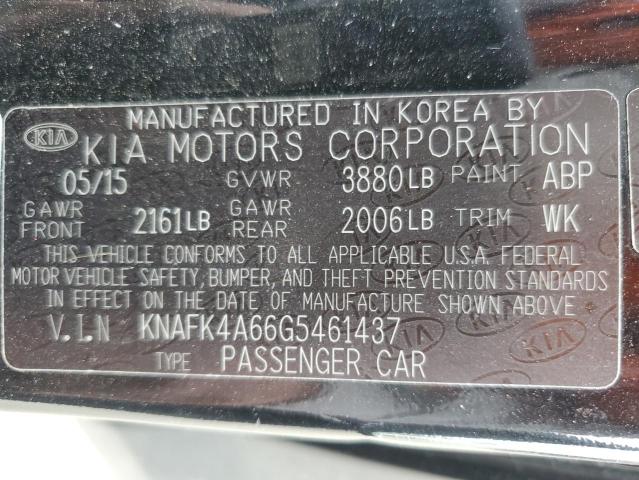 MANUFACTURED IN KOREA BY
KIA KIA MOTORS CORPORATION
05/15 GVWR 3880LB PAINT ABP
GAWR FRONT 2161LB GAWR REAR 2006LB TRIM WK
THIS VEHICLE CONFORMS TO ALL APPLICABLE U.S.A. FEDERAL
MOTOR VEHICLE SAFETY, BUMPER, AND THEFT PREVENTION STANDARDS
IN EFFECT ON THE DATE OF MANUFACTURE SHOWN ABOVE.
V.I.N KNAFK4A66G5461437
TYPE PASSENGER CAR